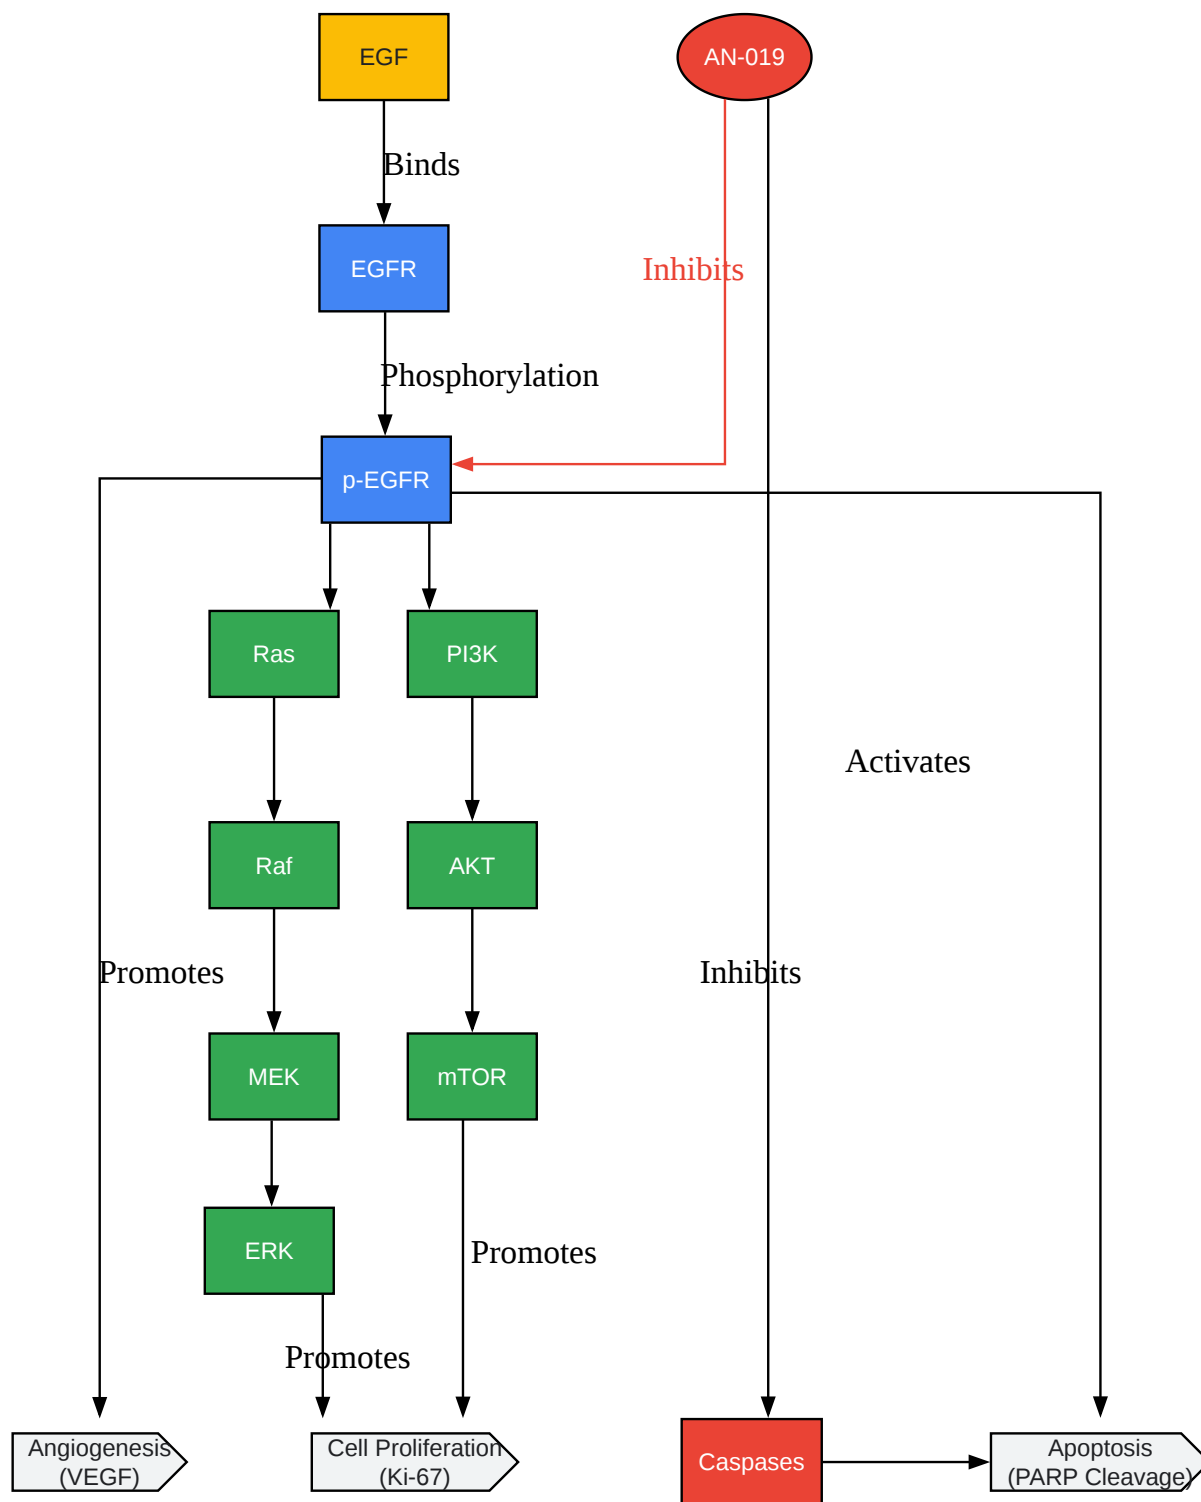 EGF
AN-019
Binds
EGFR
Inhibits
Phosphorylation
p-EGFR
Ras
PI3K
Activates
Raf
AKT
Promotes
Inhibits
MEK
mTOR
ERK
Promotes
Promotes
Angiogenesis
(VEGF)
Cell Proliferation
(Ki-67)
Caspases
Apoptosis
(PARP Cleavage)